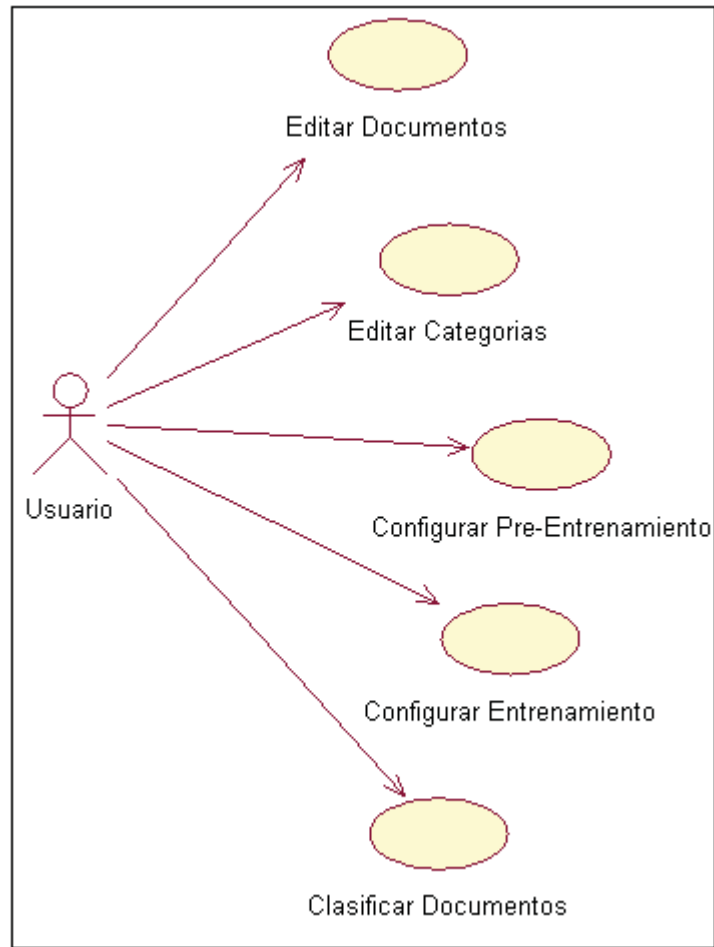 Editar Documentos
Editar Categorias
Usuario
Configurar Pre-Entrenamiento
Configurar Entrenamiento
Clasificar Documentos